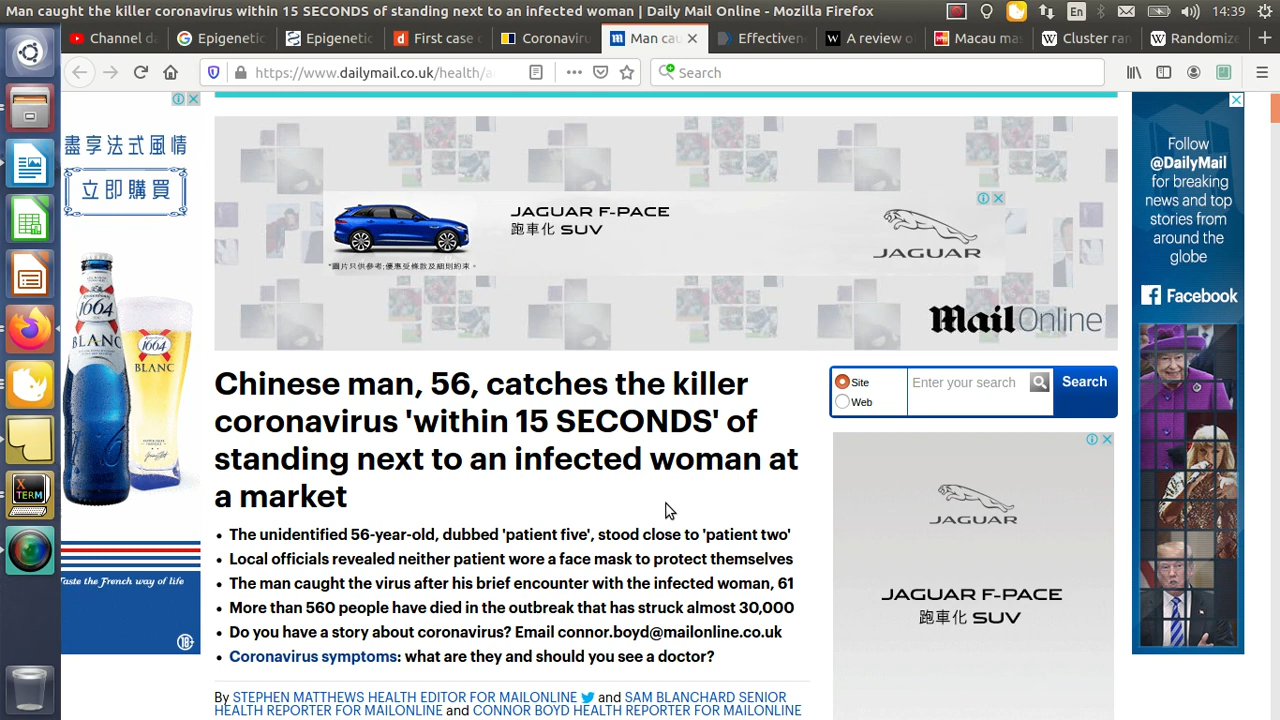 Man caught the killer coronavirus within 15 SECONDS of standing next to an infected woman | Daily Mail Online - Mozilla Firefox
En
14:39
Channel da
Epigenetic
Epigenetic
First case o
Coronaviru
Man cau
Effectiven
A review o
Macau ma
Cluster ran
Randomize
https://www.dailymail.co.uk/health/a
Search
盡享法式風情
立即購買
1664
BLANC
1664
BLANC
Taste the French way of life
18+
JAGUAR F-PACE
跑車化 SUV
*圖片只供參考;優惠受條款及細則約束。
JAGUAR
MailOnline
Follow
@DailyMail
for breaking
news and top
stories from
around the
globe
Facebook
Chinese man, 56, catches the killer
coronavirus 'within 15 SECONDS' of
standing next to an infected woman at
a market
Site
Web
Enter your search
Search
• The unidentified 56-year-old, dubbed 'patient five', stood close to 'patient two'
• Local officials revealed neither patient wore a face mask to protect themselves
• The man caught the virus after his brief encounter with the infected woman, 61
• More than 560 people have died in the outbreak that has struck almost 30,000
• Do you have a story about coronavirus? Email connor.boyd@mailonline.co.uk
• Coronavirus symptoms: what are they and should you see a doctor?
By STEPHEN MATTHEWS HEALTH EDITOR FOR MAILONLINE and SAM BLANCHARD SENIOR
HEALTH REPORTER FOR MAILONLINE and CONNOR BOYD HEALTH REPORTER FOR MAILONLINE
JAGUAR
JAGUAR F-PACE
跑車化 SUV
X
TERM